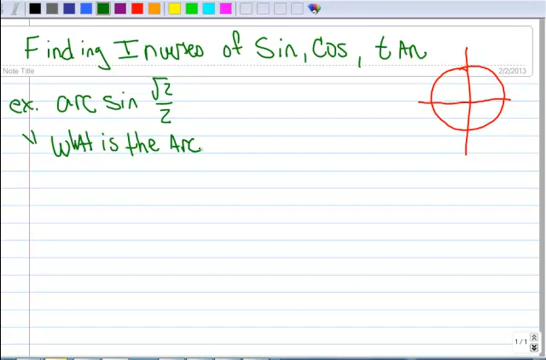 Finding Inverses of Sin, Cos, tAn
Note Title
2/2/2013
ex. arc sin √2/2
" What is the Arc
1/1